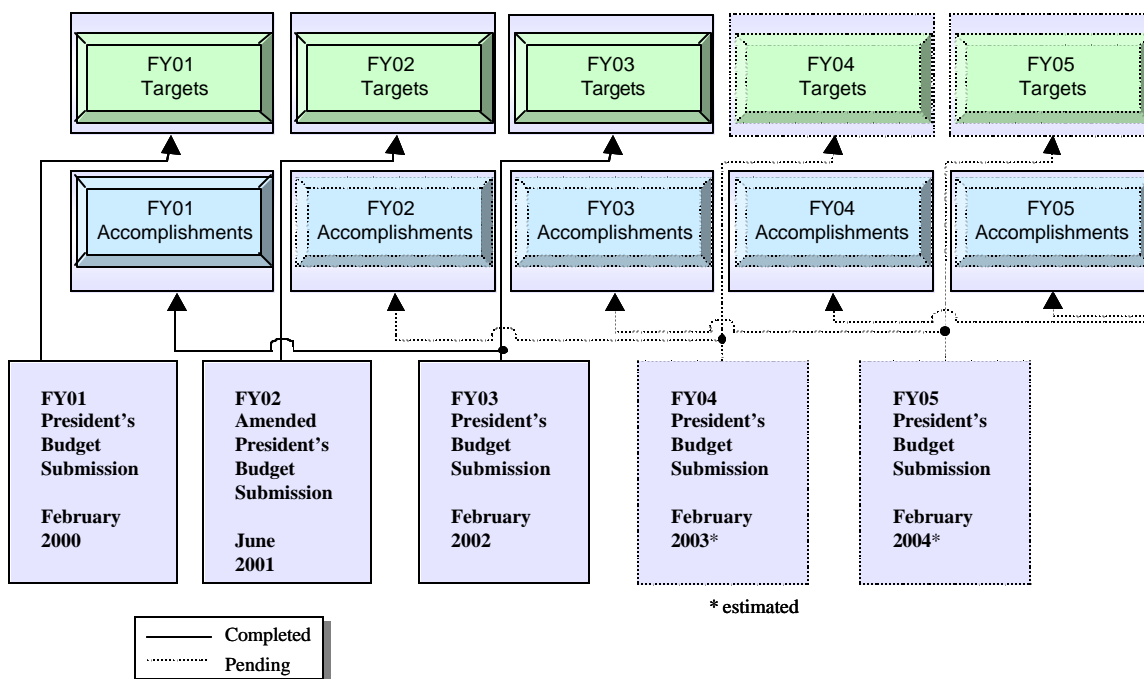 FY01
Targets
FY02
Targets
FY03
Targets
FY04
Targets
FY05
Targets
FY01
Accomplishments
FY02
Accomplishments
FY03
Accomplishments
FY04
Accomplishments
FY05
Accomplishments
FY01
President's
Budget
Submission
February
2000
FY02
Amended
President's
Budget
Submission
June
2001
FY03
President's
Budget
Submission
February
2002
FY04
President's
Budget
Submission
February
2003*
FY05
President's
Budget
Submission
February
2004*
* estimated
Completed
Pending